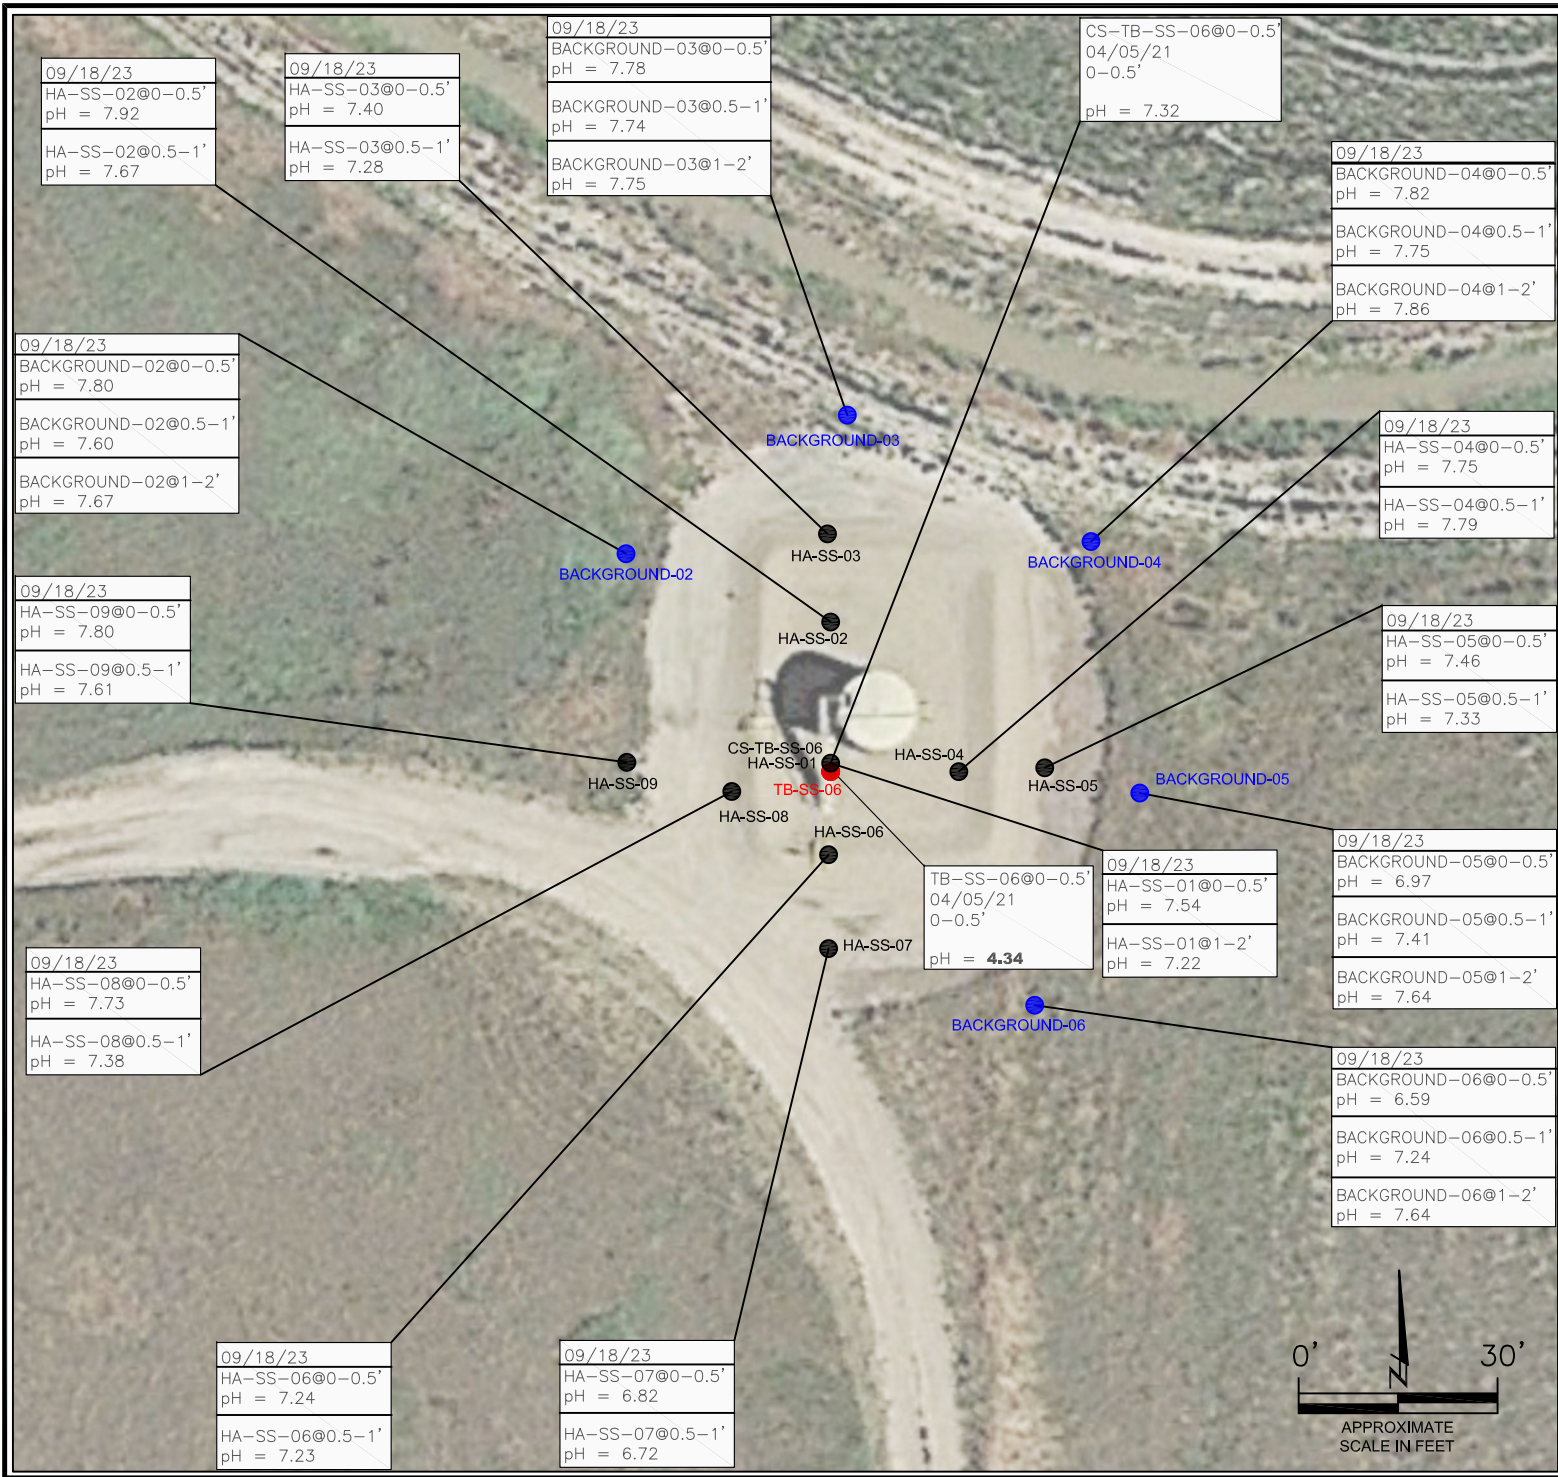 09/18/23
HA-SS-02@0-0.5'
pH = 7.92
HA-SS-02@0.5-1'
pH = 7.67
09/18/23
HA-SS-03@0-0.5'
pH = 7.40
HA-SS-03@0.5-1'
pH = 7.28
09/18/23
BACKGROUND-03@0-0.5'
pH = 7.78
BACKGROUND-03@0.5-1'
pH = 7.74
BACKGROUND-03@1-2'
pH = 7.75
CS-TB-SS-06@0-0.5'
04/05/21
0-0.5'
pH = 7.32
09/18/23
BACKGROUND-04@0-0.5'
pH = 7.82
BACKGROUND-04@0.5-1'
pH = 7.75
BACKGROUND-04@1-2'
pH = 7.86
09/18/23
BACKGROUND-02@0-0.5'
pH = 7.80
BACKGROUND-02@0.5-1'
pH = 7.60
BACKGROUND-02@1-2'
pH = 7.67
09/18/23
HA-SS-04@0-0.5'
pH = 7.75
HA-SS-04@0.5-1'
pH = 7.79
BACKGROUND-03
HA-SS-03
BACKGROUND-02
BACKGROUND-04
09/18/23
HA-SS-09@0-0.5'
pH = 7.80
HA-SS-09@0.5-1'
pH = 7.61
HA-SS-02
09/18/23
HA-SS-05@0-0.5'
pH = 7.46
HA-SS-05@0.5-1'
pH = 7.33
CS-TB-SS-06
HA-SS-01
TB-SS-06
HA-SS-04
HA-SS-05
BACKGROUND-05
HA-SS-09
HA-SS-08
HA-SS-06
09/18/23
BACKGROUND-05@0-0.5'
pH = 6.97
BACKGROUND-05@0.5-1'
pH = 7.41
BACKGROUND-05@1-2'
pH = 7.64
TB-SS-06@0-0.5'
04/05/21
0-0.5'
pH = 4.34
09/18/23
HA-SS-01@0-0.5'
pH = 7.54
HA-SS-01@1-2'
pH = 7.22
HA-SS-07
09/18/23
HA-SS-08@0-0.5'
pH = 7.73
HA-SS-08@0.5-1'
pH = 7.38
BACKGROUND-06
09/18/23
BACKGROUND-06@0-0.5'
pH = 6.59
BACKGROUND-06@0.5-1'
pH = 7.24
BACKGROUND-06@1-2'
pH = 7.64
09/18/23
HA-SS-06@0-0.5'
pH = 7.24
HA-SS-06@0.5-1'
pH = 7.23
09/18/23
HA-SS-07@0-0.5'
pH = 6.82
HA-SS-07@0.5-1'
pH = 6.72
N
0' 30'
APPROXIMATE
SCALE IN FEET